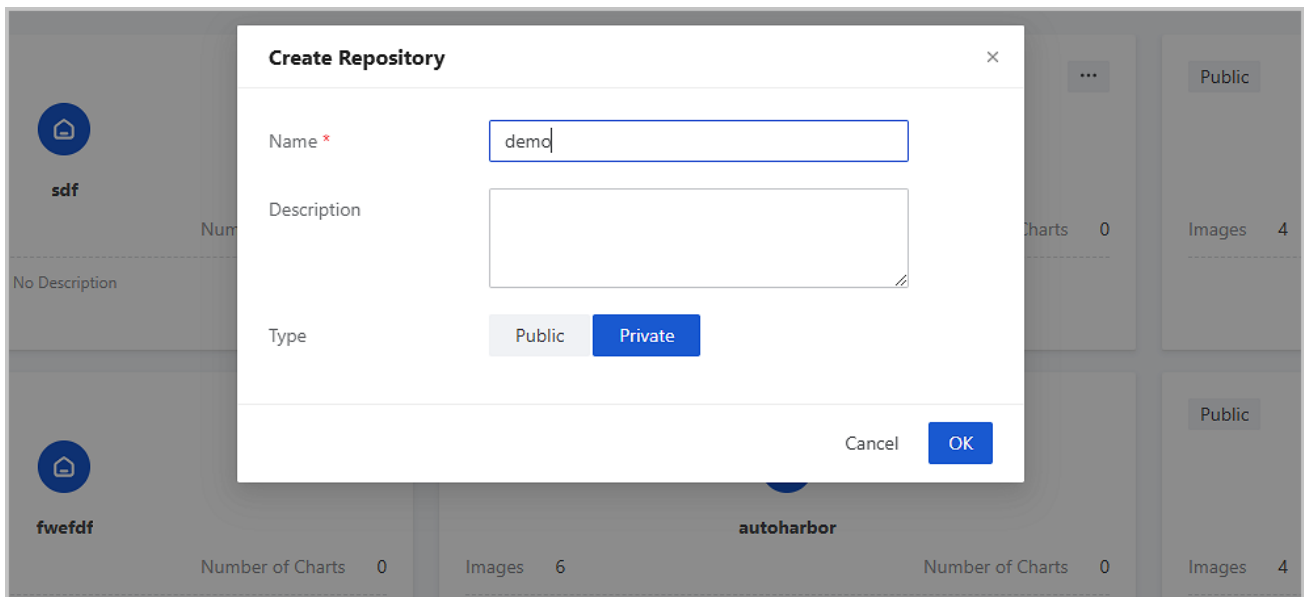 Create Repository ×
... Public
Name * demo
sdf
Description
Num Charts 0 Images 4
No Description
Type Public Private
Public
Cancel OK
fwefdf autoharbor
Number of Charts 0 Images 6 Number of Charts 0 Images 4